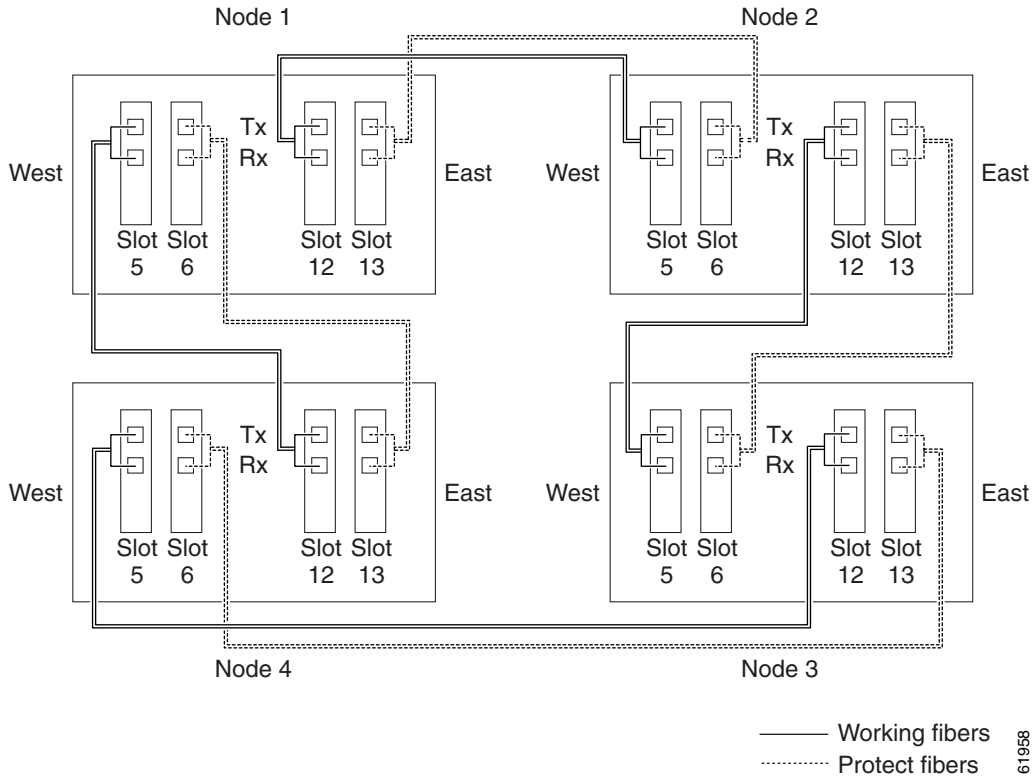 Node 1
Node 2
Tx
Rx
Tx
Rx
West
East
West
East
Slot Slot
5 6
Slot Slot
12 13
Slot Slot
5 6
Slot Slot
12 13
Tx
Rx
Tx
Rx
West
East
West
East
Slot Slot
5 6
Slot Slot
12 13
Slot Slot
5 6
Slot Slot
12 13
Node 4
Node 3
Working fibers
Protect fibers
61958